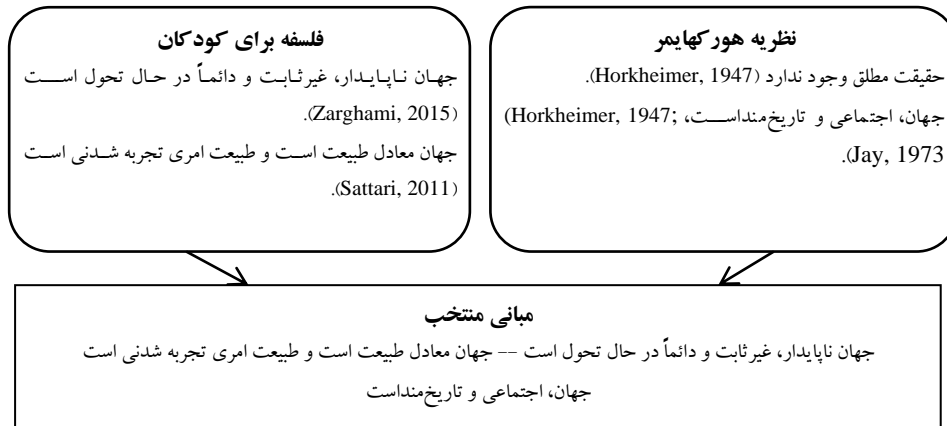 نظریه هورکهایمر
حقیقت مطلق وجود ندارد (Horkheimer, 1947).
جهان، اجتماعی و تاریخ‌منداست، (Horkheimer, 1947;
Jay, 1973).
فلسفه برای کودکان
جهان ناپایدار، غیرثابت و دائماً در حال تحول است
(Zarghami, 2015).
جهان معادل طبیعت است و طبیعت امری تجربه شدنی است
(Sattari, 2011).
مبانی منتخب
جهان ناپایدار، غیرثابت و دائماً در حال تحول است -- جهان معادل طبیعت است و طبیعت امری تجربه شدنی است
جهان، اجتماعی و تاریخ‌منداست